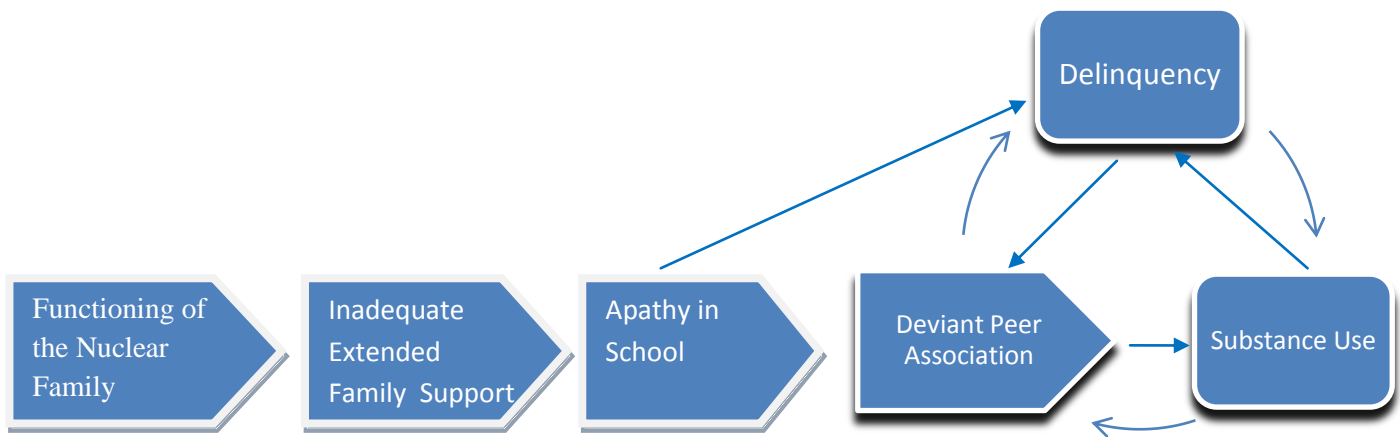 Delinquency
Functioning of
the Nuclear
Family
Inadequate
Extended
Family Support
Apathy in
School
Deviant Peer
Association
Substance Use